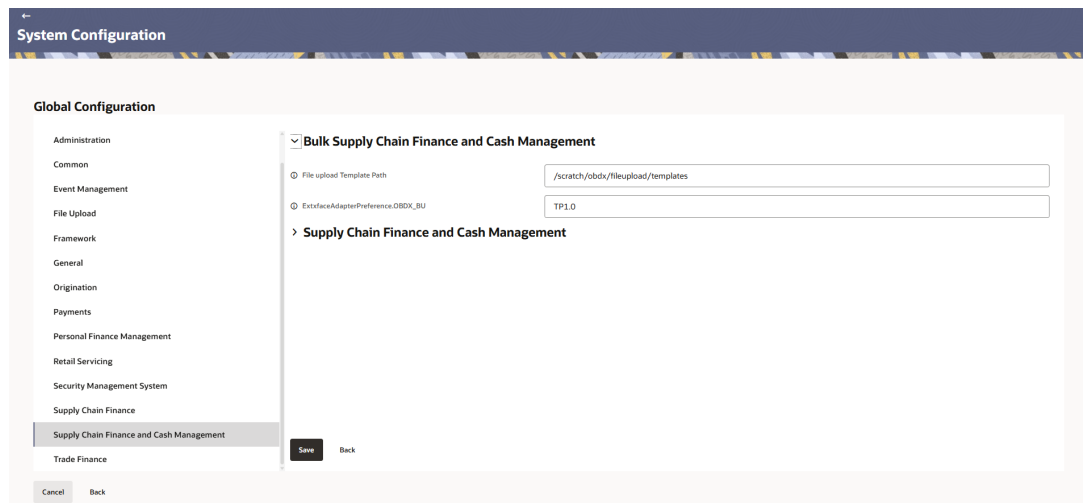 System Configuration
Global Configuration
Administration
Common
Event Management
File Upload
Framework
General
Origination
Payments
Personal Finance Management
Retail Servicing
Security Management System
Supply Chain Finance
Supply Chain Finance and Cash Management
Trade Finance
Bulk Supply Chain Finance and Cash Management
File upload Template Path /scratch/obdx/fileupload/templates
ExtxfaceAdapterPreference.OBDX_BU TP1.0
Supply Chain Finance and Cash Management
Save Back
Cancel Back